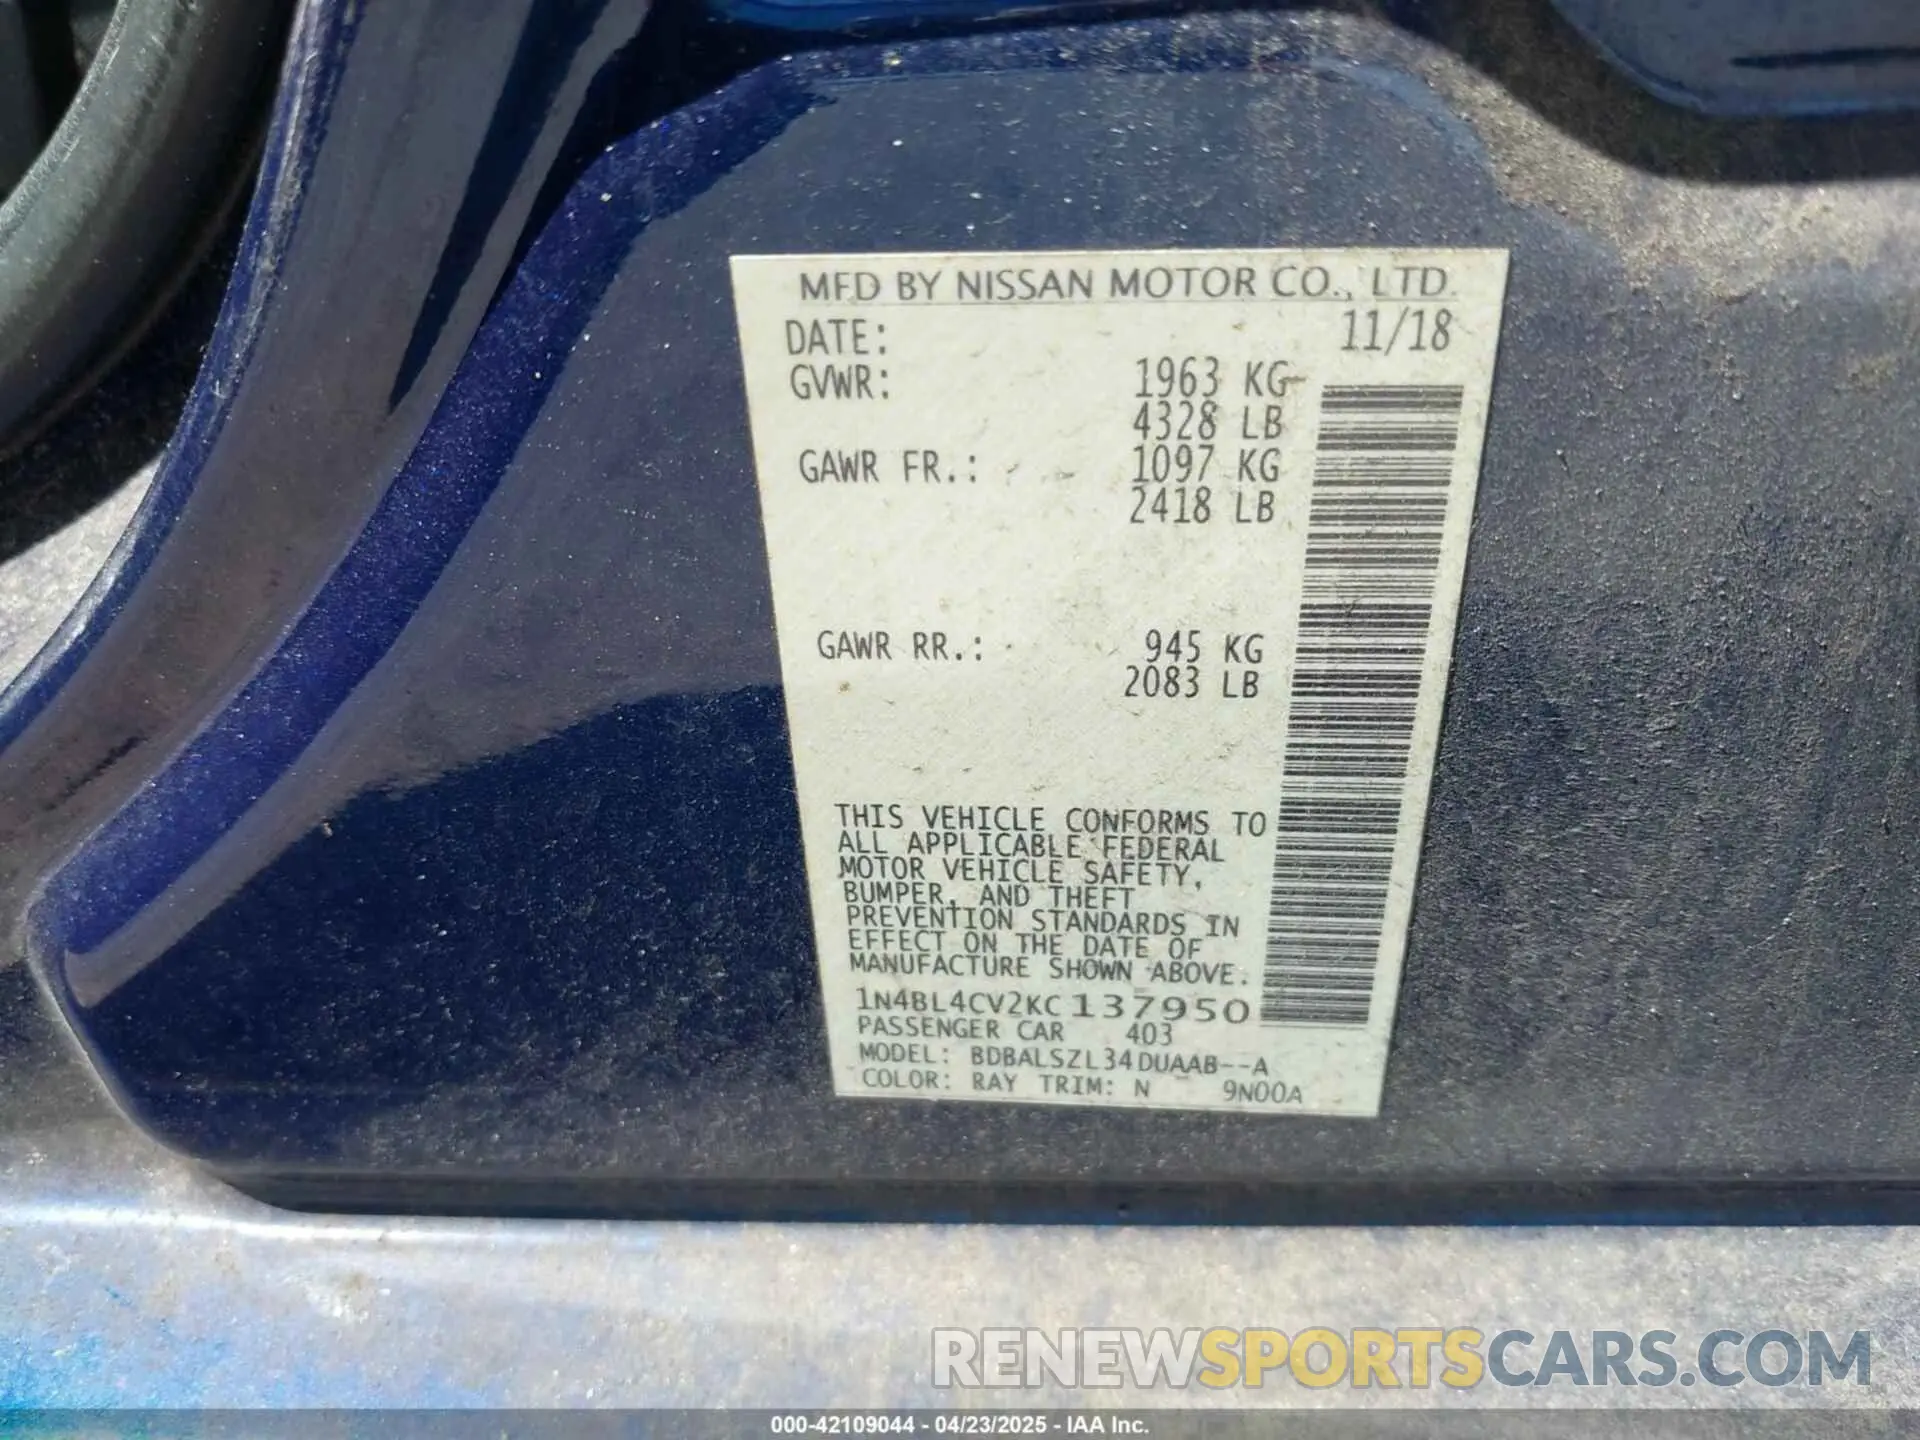 MFD BY NISSAN MOTOR CO., LTD.
DATE: 11/18
GVWR: 1963 KG
4328 LB
GAWR FR.: 1097 KG
2418 LB
GAWR RR.: 945 KG
2083 LB
THIS VEHICLE CONFORMS TO
ALL APPLICABLE FEDERAL
MOTOR VEHICLE SAFETY,
BUMPER, AND THEFT
PREVENTION STANDARDS IN
EFFECT ON THE DATE OF
MANUFACTURE SHOWN ABOVE.
1N4BL4CV2KC137950
PASSENGER CAR 403
MODEL: BDBALSZL34DUAAB--A
COLOR: RAY TRIM: N 9N00A
RENEWSPORTSCARS.COM
000-42109044 - 04/23/2025 - IAA Inc.